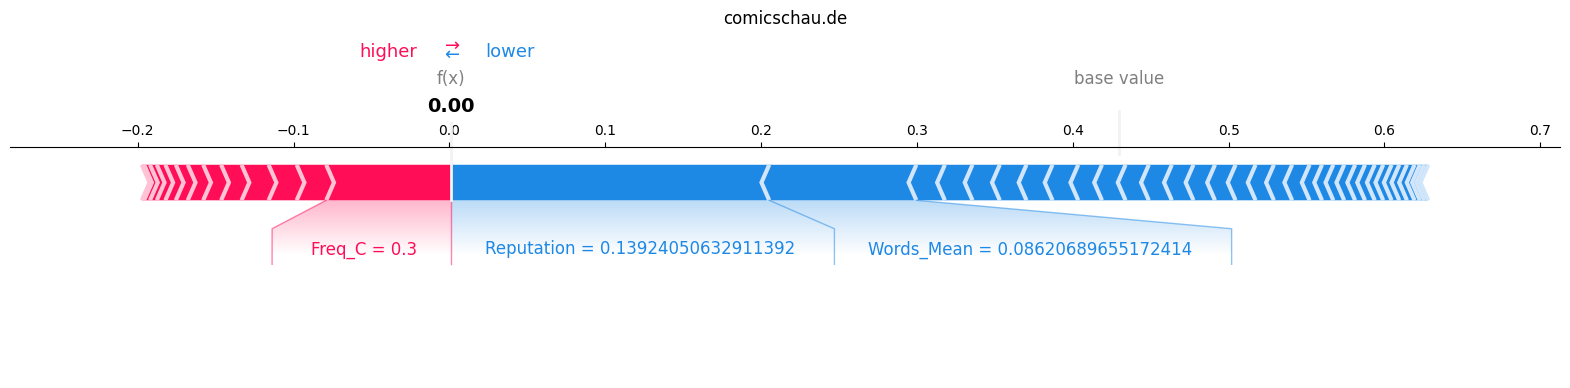 comicschau.de
higher → ← lower
f(x) base value
0.00
−0.2 −0.1 0.0 0.1 0.2 0.3 0.4 0.5 0.6 0.7
Freq_C = 0.3 Reputation = 0.13924050632911392 Words_Mean = 0.08620689655172414